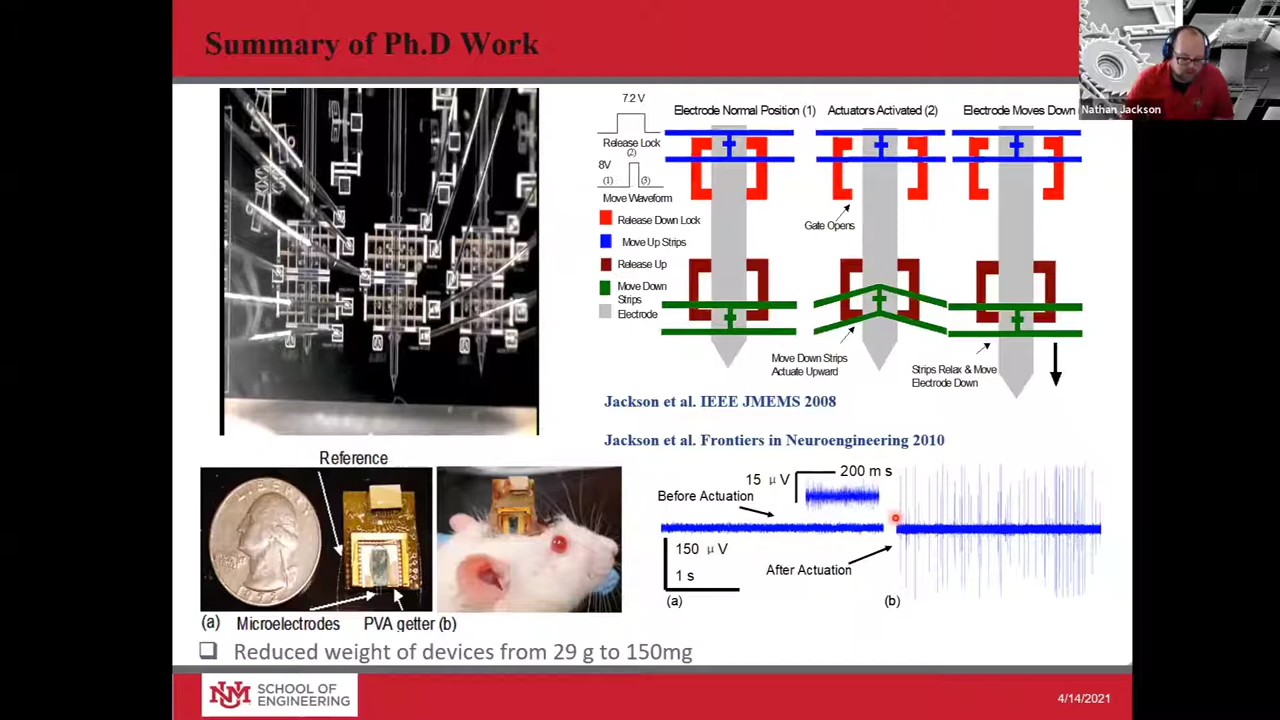 Summary of Ph.D Work
Nathan Jackson
7.2 V
Release Lock
(2)
8V
(1)
(3)
Move Waveform
Release Down Lock
Move Up Strips
Release Up
Move Down
Strips
Electrode
Electrode Normal Position (1)
Actuators Activated (2)
Electrode Moves Down
Gate Opens
Move Down Strips
Actuate Upward
Strips Relax & Move
Electrode Down
Jackson et al. IEEE JMEMS 2008
Jackson et al. Frontiers in Neuroengineering 2010
Reference
LIBERTY
(a)
Microelectrodes
PVA getter (b)
15 μV
200 m s
Before Actuation
150 μV
1 s
After Actuation
(a)
(b)
Reduced weight of devices from 29 g to 150mg
UNM
SCHOOL OF
ENGINEERING
4/14/2021